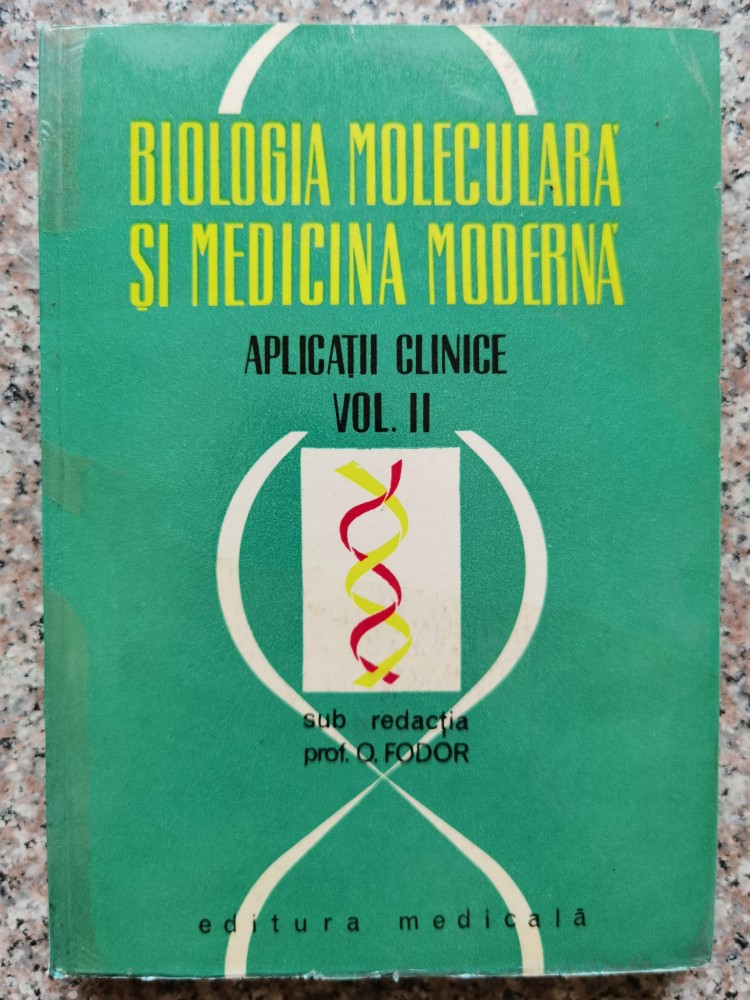 BIOLOGIA MOLECULARĂ
ȘI MEDICINA MODERNĂ
APLICAȚII CLINICE
VOL. II
sub redacția
prof. O. FODOR
editura medicală